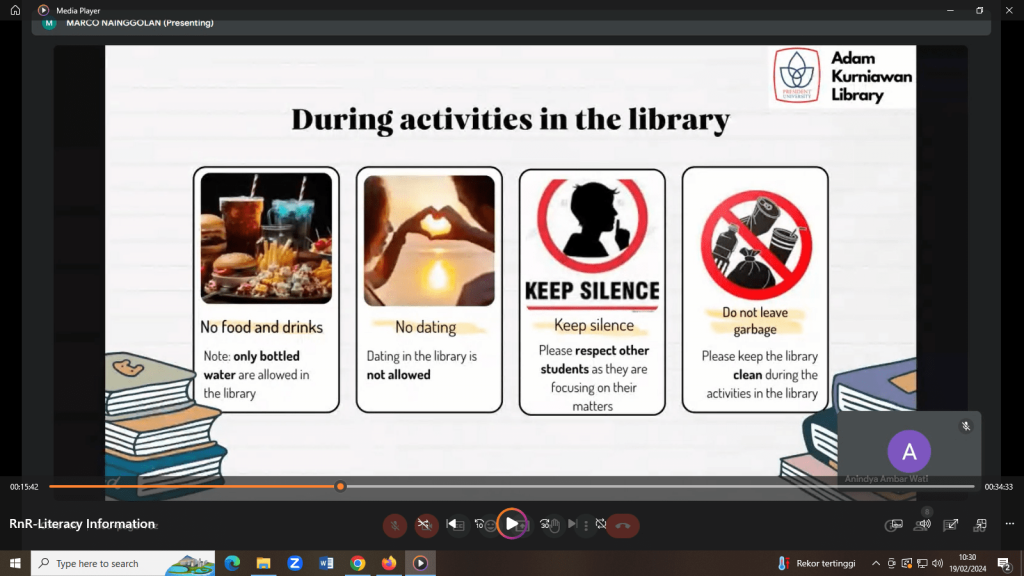 Media Player
M MARCO NAINGGOLAN (Presenting)
PRESIDENT
UNIVERSITY
Adam
Kurniawan
Library
During activities in the library
No food and drinks
Note: only bottled
water are allowed in
the library
No dating
Dating in the library is
not allowed
KEEP SILENCE
Keep silence
Please respect other
students as they are
focusing on their
matters
Do not leave
garbage
Please keep the library
clean during the
activities in the library
A
Anindya Ambar Wati
00:15:42
00:34:33
RnR-Literacy Information
10
30
8
Type here to search
Rekor tertinggi
10:30
19/02/2024
2